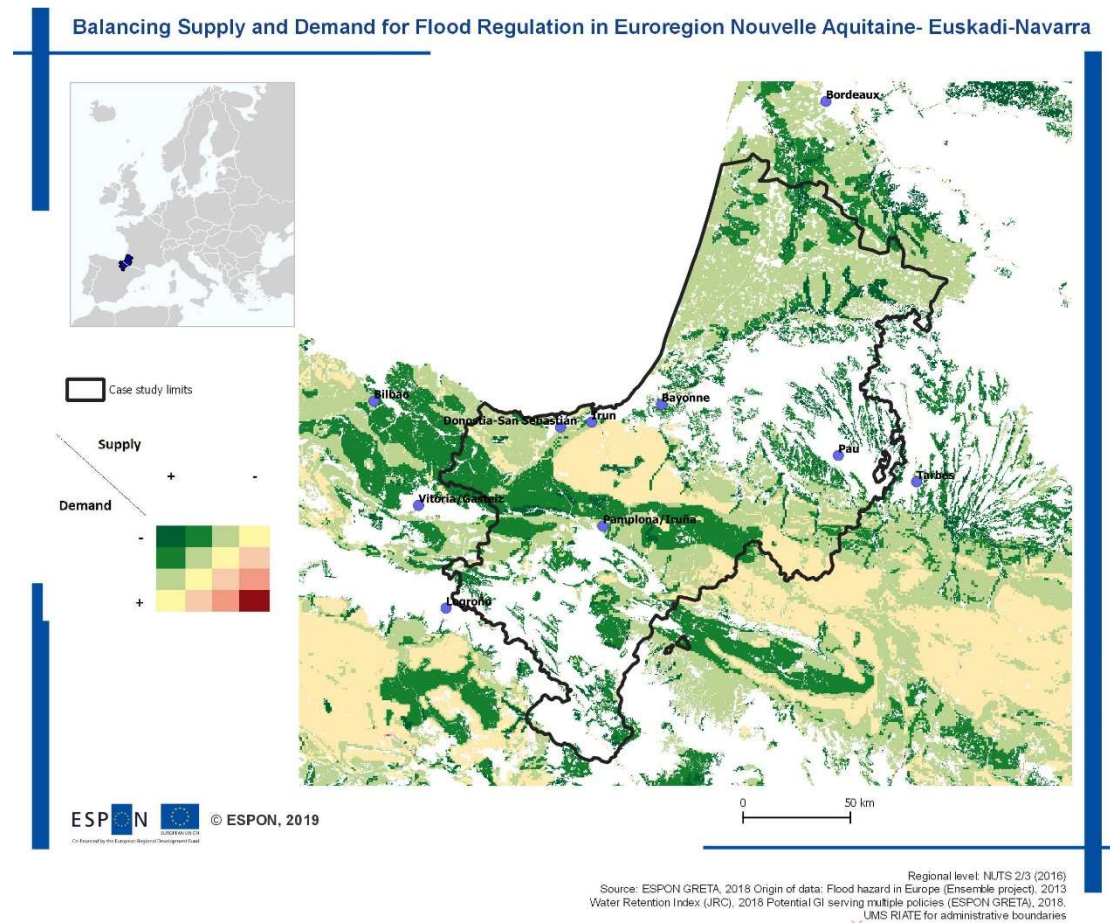 Balancing Supply and Demand for Flood Regulation in Euroregion Nouvelle Aquitaine- Euskadi-Navarra
Bordeaux
Case study limits
Bilbao
Donostia-San Sebastián
Irun
Bayonne
Supply
+ -
Pau
Tarbes
Demand
Vitoria/Gasteiz
Pamplona/Iruña
-
+
Logroño
0 50 km
ESPON
EUROPEAN UNION
© ESPON, 2019
Co-financed by the European Regional Development Fund
Regional level: NUTS 2/3 (2016)
Source: ESPON GRETA, 2018 Origin of data: Flood hazard in Europe (Ensemble project). 2013
Water Retention Index (JRC), 2018 Potential GI serving multiple policies (ESPON GRETA), 2018.
UMS RIATE for administrative boundaries